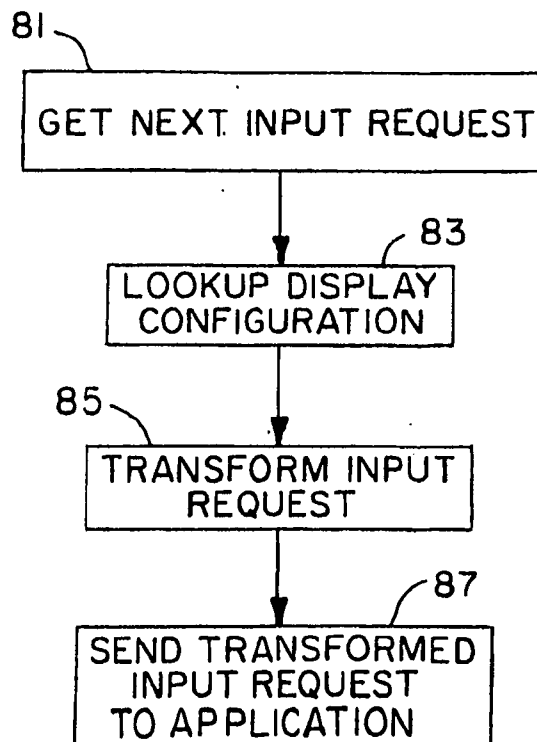 81
GET NEXT INPUT REQUEST
83
LOOKUP DISPLAY
CONFIGURATION
85
TRANSFORM INPUT
REQUEST
87
SEND TRANSFORMED
INPUT REQUEST
TO APPLICATION